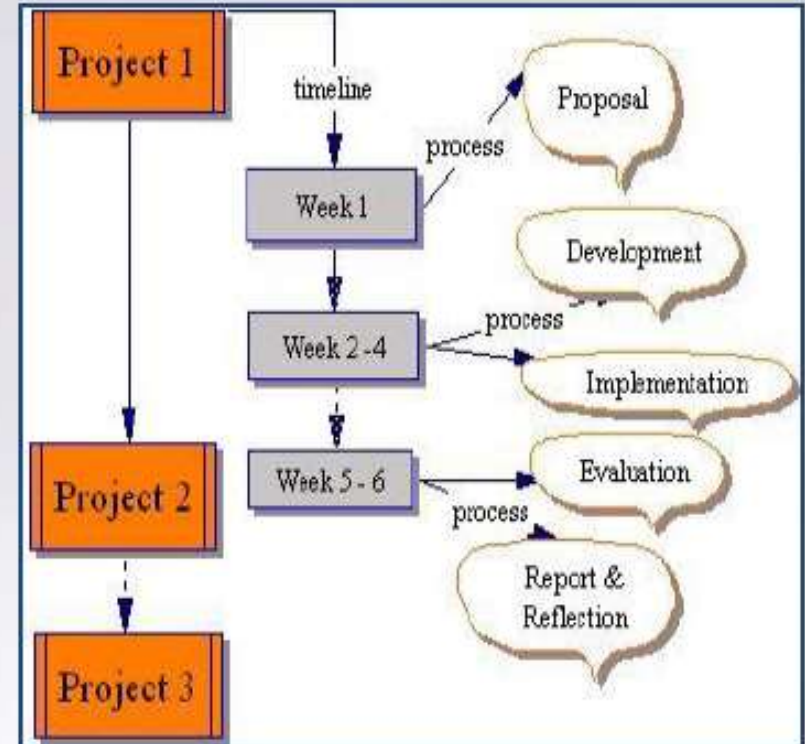 Project 1
timeline
Proposal
process
Week 1
Development
process
Week 2 -4
Implementation
Evaluation
Week 5 - 6
Project 2
process
Report &
Reflection
Project 3